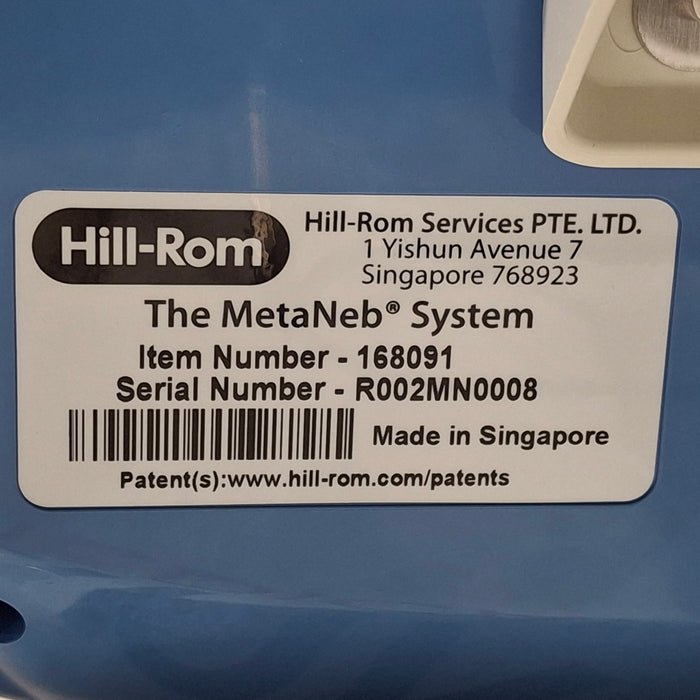 Hill-Rom
Hill-Rom Services PTE. LTD.
1 Yishun Avenue 7
Singapore 768923
The MetaNeb® System
Item Number - 168091
Serial Number - R002MN0008
Made in Singapore
Patent(s):www.hill-rom.com/patents